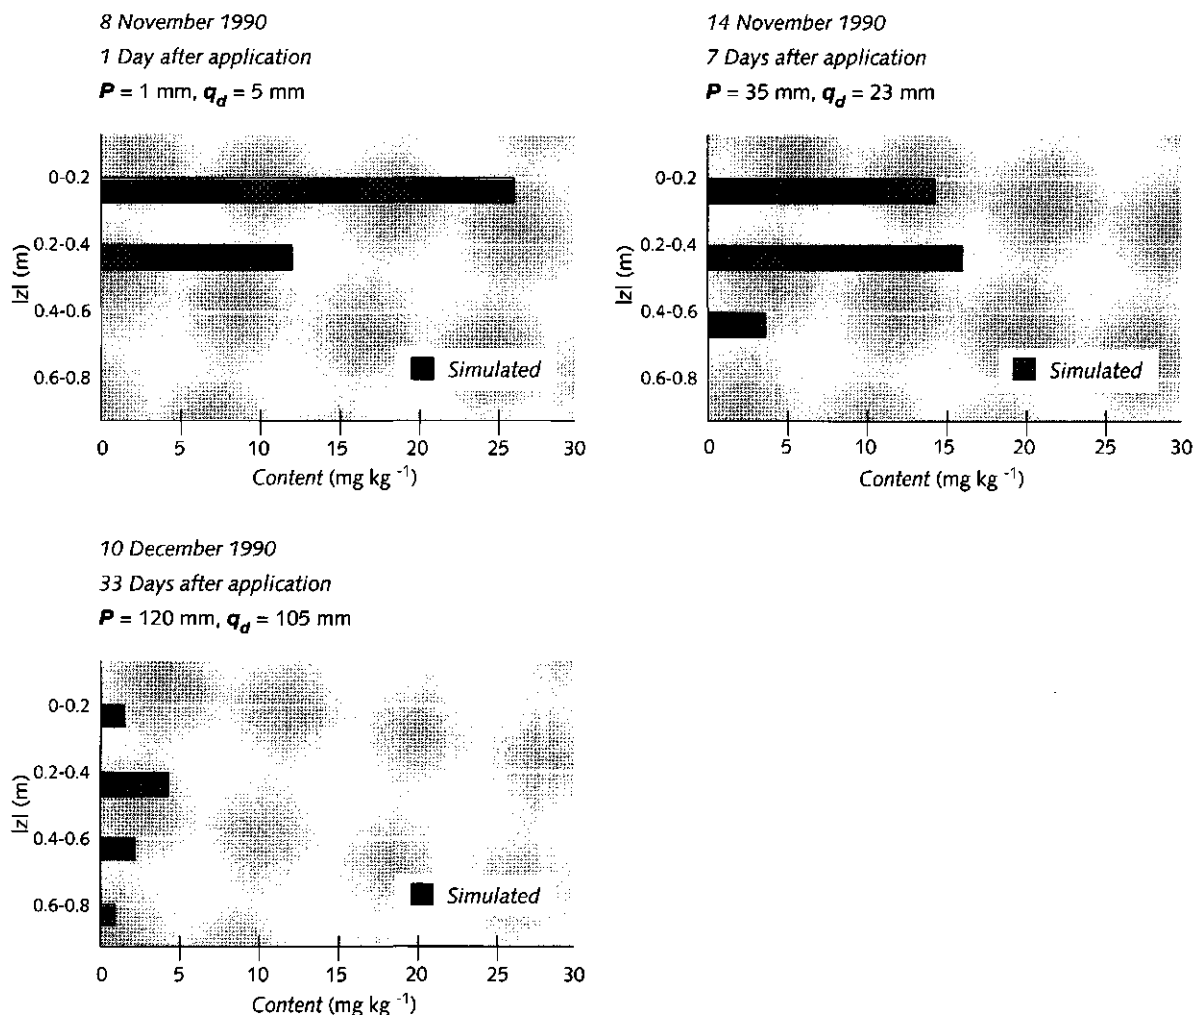 8 November 1990
1 Day after application
P = 1 mm, q_d = 5 mm
0-0.2
0.2-0.4
0.4-0.6
0.6-0.8
|z| (m)
Simulated
0 5 10 15 20 25 30
Content (mg kg⁻¹)
14 November 1990
7 Days after application
P = 35 mm, q_d = 23 mm
0-0.2
0.2-0.4
0.4-0.6
0.6-0.8
|z| (m)
Simulated
0 5 10 15 20 25 30
Content (mg kg⁻¹)
10 December 1990
33 Days after application
P = 120 mm, q_d = 105 mm
0-0.2
0.2-0.4
0.4-0.6
0.6-0.8
|z| (m)
Simulated
0 5 10 15 20 25 30
Content (mg kg⁻¹)